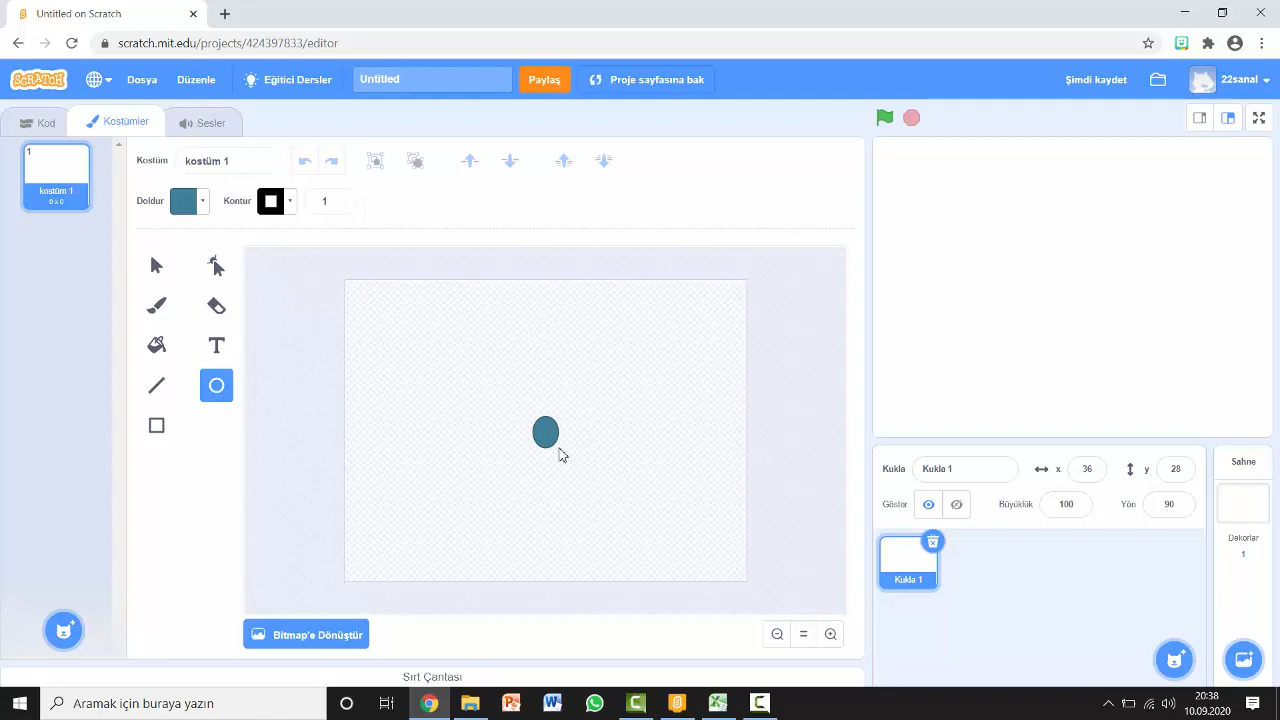 Untitled on Scratch
scratch.mit.edu/projects/424397833/editor
SCRATCH
Dosya
Düzenle
Eğitici Dersler
Untitled
Paylaş
Proje sayfasına bak
Şimdi kaydet
22sanal
Kod
Kostümler
Sesler
1
kostüm 1
0 x 0
Kostüm
kostüm 1
Doldur
Kontur
1
Bitmap'e Dönüştür
Sırt Çantası
Kukla
Kukla 1
x
36
y
28
Göster
Büyüklük
100
Yön
90
Kukla 1
Sahne
Dekorlar
1
Aramak için buraya yazın
20:38
10.09.2020